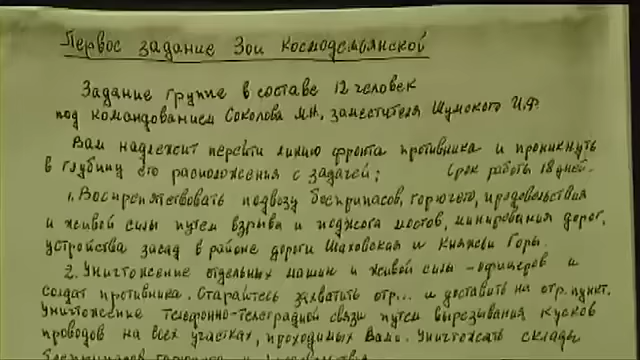 Первое задание Зои Космодемьянской
Задание группе в составе 12 человек
под командованием Соколова М.Н., заместителя Шумского И.Ф.
Вам надлежит перейти линию фронта противника и проникнуть
в глубину его расположения с задачей; Срок работы 18 дней.
1. Воспрепятствовать подвозу боеприпасов, горючего, продовольствия
и живой силы путем взрыва и поджога мостов, минирования дорог,
устройства засад в районе дороги Шаховская и Княжьи Горы.
2. Уничтожение отдельных машин и живой силы - офицеров и
солдат противника. Старайтесь захватить отр... и доставить на отр. пункт.
Уничтожение телефонно-телеграфной связи путем вырезывания кусков
проводов на всех участках, проходимых Вами. Уничтожать склады